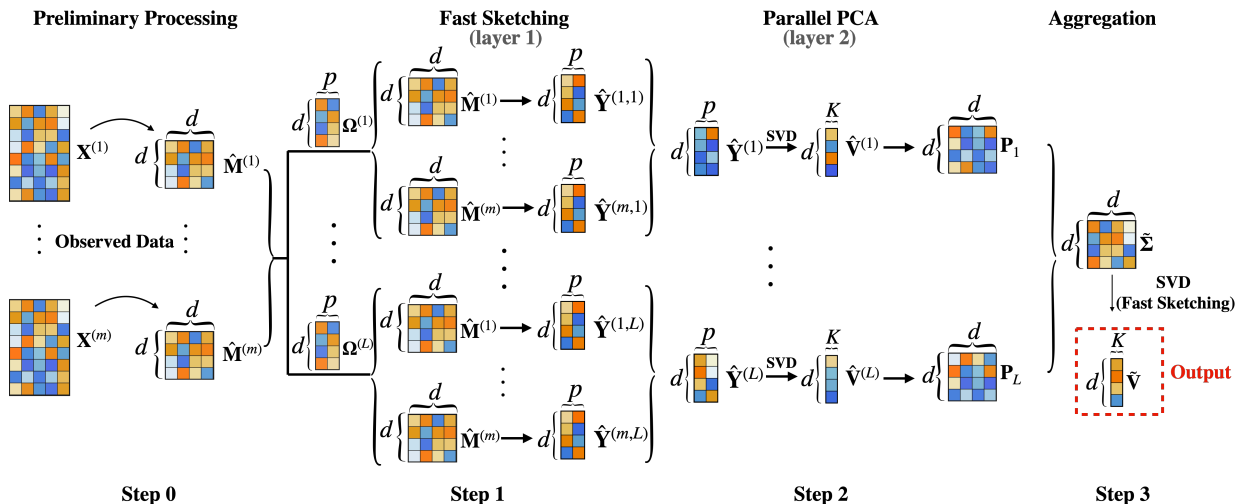 Preliminary Processing
Fast Sketching
(layer 1)
Parallel PCA
(layer 2)
Aggregation
X^(1)
d
d
M̂^(1)
⋮
Observed Data
⋮
X^(m)
d
d
M̂^(m)
p
d
Ω^(1)
⋮
p
d
Ω^(L)
d
d
M̂^(1)
p
d
Ŷ^(1,1)
⋮
d
d
M̂^(m)
p
d
Ŷ^(m,1)
⋮
d
d
M̂^(1)
p
d
Ŷ^(1,L)
⋮
d
d
M̂^(m)
p
d
Ŷ^(m,L)
p
d
Ŷ^(1)
SVD
K
d
V̂^(1)
d
d
P_1
⋮
p
d
Ŷ^(L)
SVD
K
d
V̂^(L)
d
d
P_L
d
d
Σ̃
SVD
(Fast Sketching)
K
d
Ṽ
Output
Step 0
Step 1
Step 2
Step 3